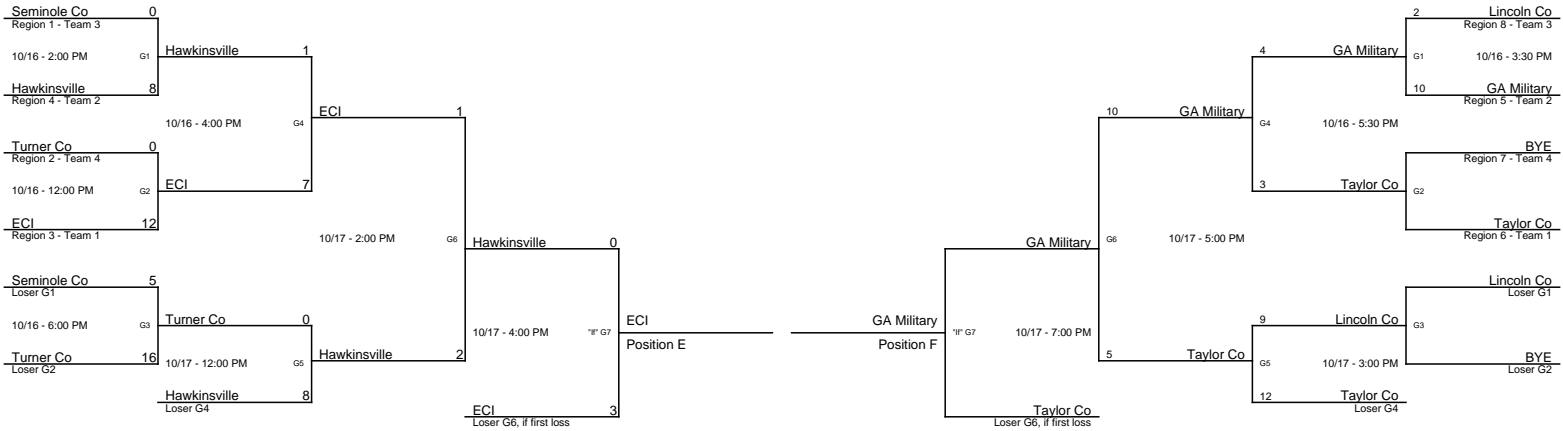 Seminole Co 0
Region 1 - Team 3
10/16 - 2:00 PM G1
Hawkinsville 8
Region 4 - Team 2
Hawkinsville 1
10/16 - 4:00 PM G4
Turner Co 0
Region 2 - Team 4
10/16 - 12:00 PM G2
ECI 12
Region 3 - Team 1
ECI 7
ECI 1
10/17 - 2:00 PM G6
Seminole Co 5
Loser G1
10/16 - 6:00 PM G3
Turner Co 16
Loser G2
Turner Co 0
10/17 - 12:00 PM G5
Hawkinsville 8
Loser G4
Hawkinsville 2
Hawkinsville 0
10/17 - 4:00 PM "If" G7
ECI 3
Loser G6, if first loss
ECI
Position E
GA Military
Position F
GA Military
"If" G7 10/17 - 7:00 PM
Taylor Co
Loser G6, if first loss
10 GA Military
G6 10/17 - 5:00 PM
5 Taylor Co
4 GA Military
G4 10/16 - 5:30 PM
3 Taylor Co
9 Lincoln Co
G5 10/17 - 3:00 PM
12 Taylor Co
Loser G4
2 Lincoln Co
Region 8 - Team 3
G1 10/16 - 3:30 PM
10 GA Military
Region 5 - Team 2
BYE
Region 7 - Team 4
G2
Taylor Co
Region 6 - Team 1
Lincoln Co
Loser G1
G3
BYE
Loser G2